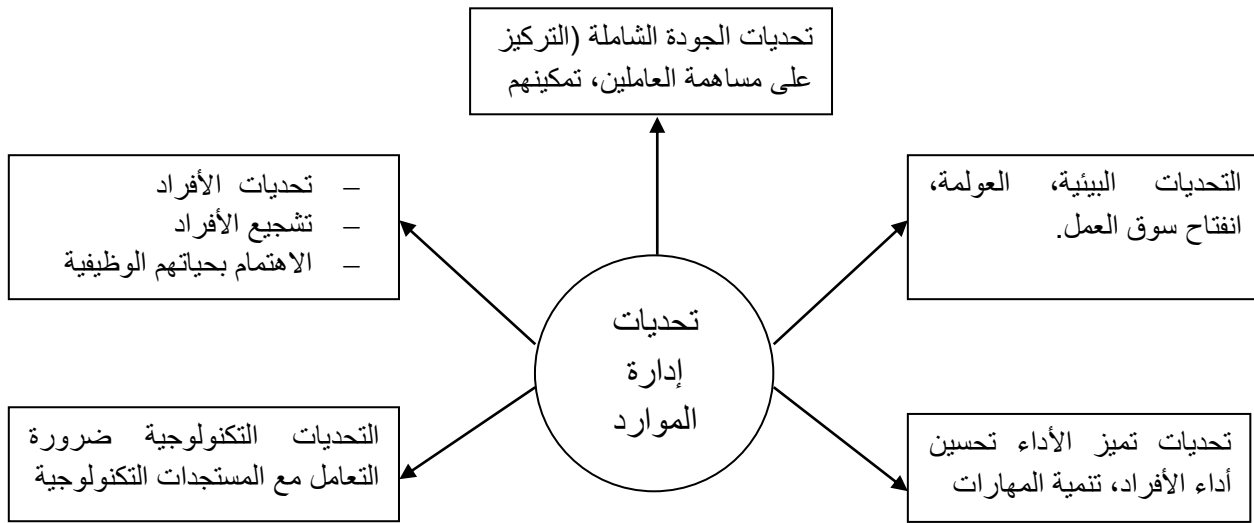 تحديات الجودة الشاملة (التركيز
على مساهمة العاملين، تمكينهم
التحديات البيئية، العولمة،
انفتاح سوق العمل.
– تحديات الأفراد
– تشجيع الأفراد
– الاهتمام بحياتهم الوظيفية
تحديات
إدارة
الموارد
تحديات تميز الأداء تحسين
أداء الأفراد، تنمية المهارات
التحديات التكنولوجية ضرورة
التعامل مع المستجدات التكنولوجية